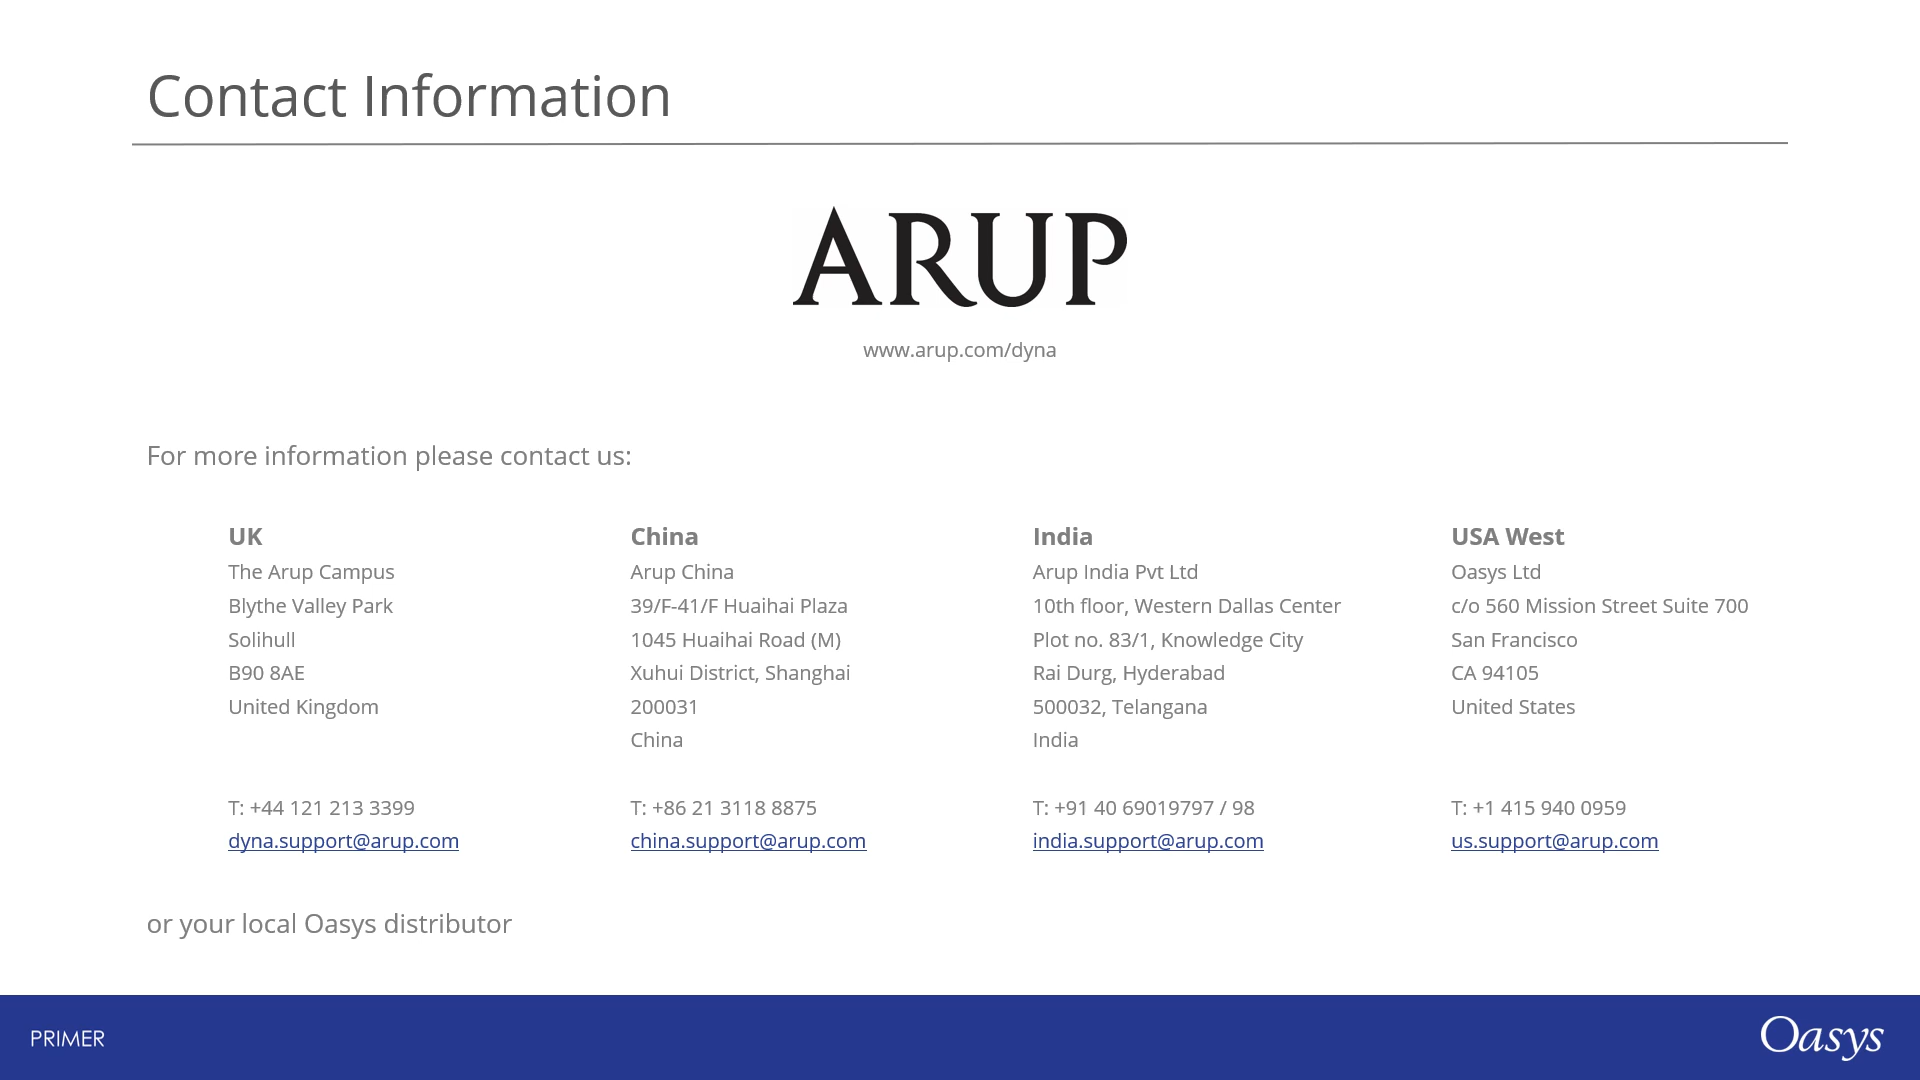 Contact Information
ARUP
www.arup.com/dyna
For more information please contact us:
UK
The Arup Campus
Blythe Valley Park
Solihull
B90 8AE
United Kingdom
T: +44 121 213 3399
dyna.support@arup.com
China
Arup China
39/F-41/F Huaihai Plaza
1045 Huaihai Road (M)
Xuhui District, Shanghai
200031
China
T: +86 21 3118 8875
china.support@arup.com
India
Arup India Pvt Ltd
10th floor, Western Dallas Center
Plot no. 83/1, Knowledge City
Rai Durg, Hyderabad
500032, Telangana
India
T: +91 40 69019797 / 98
india.support@arup.com
USA West
Oasys Ltd
c/o 560 Mission Street Suite 700
San Francisco
CA 94105
United States
T: +1 415 940 0959
us.support@arup.com
or your local Oasys distributor
PRIMER
Oasys